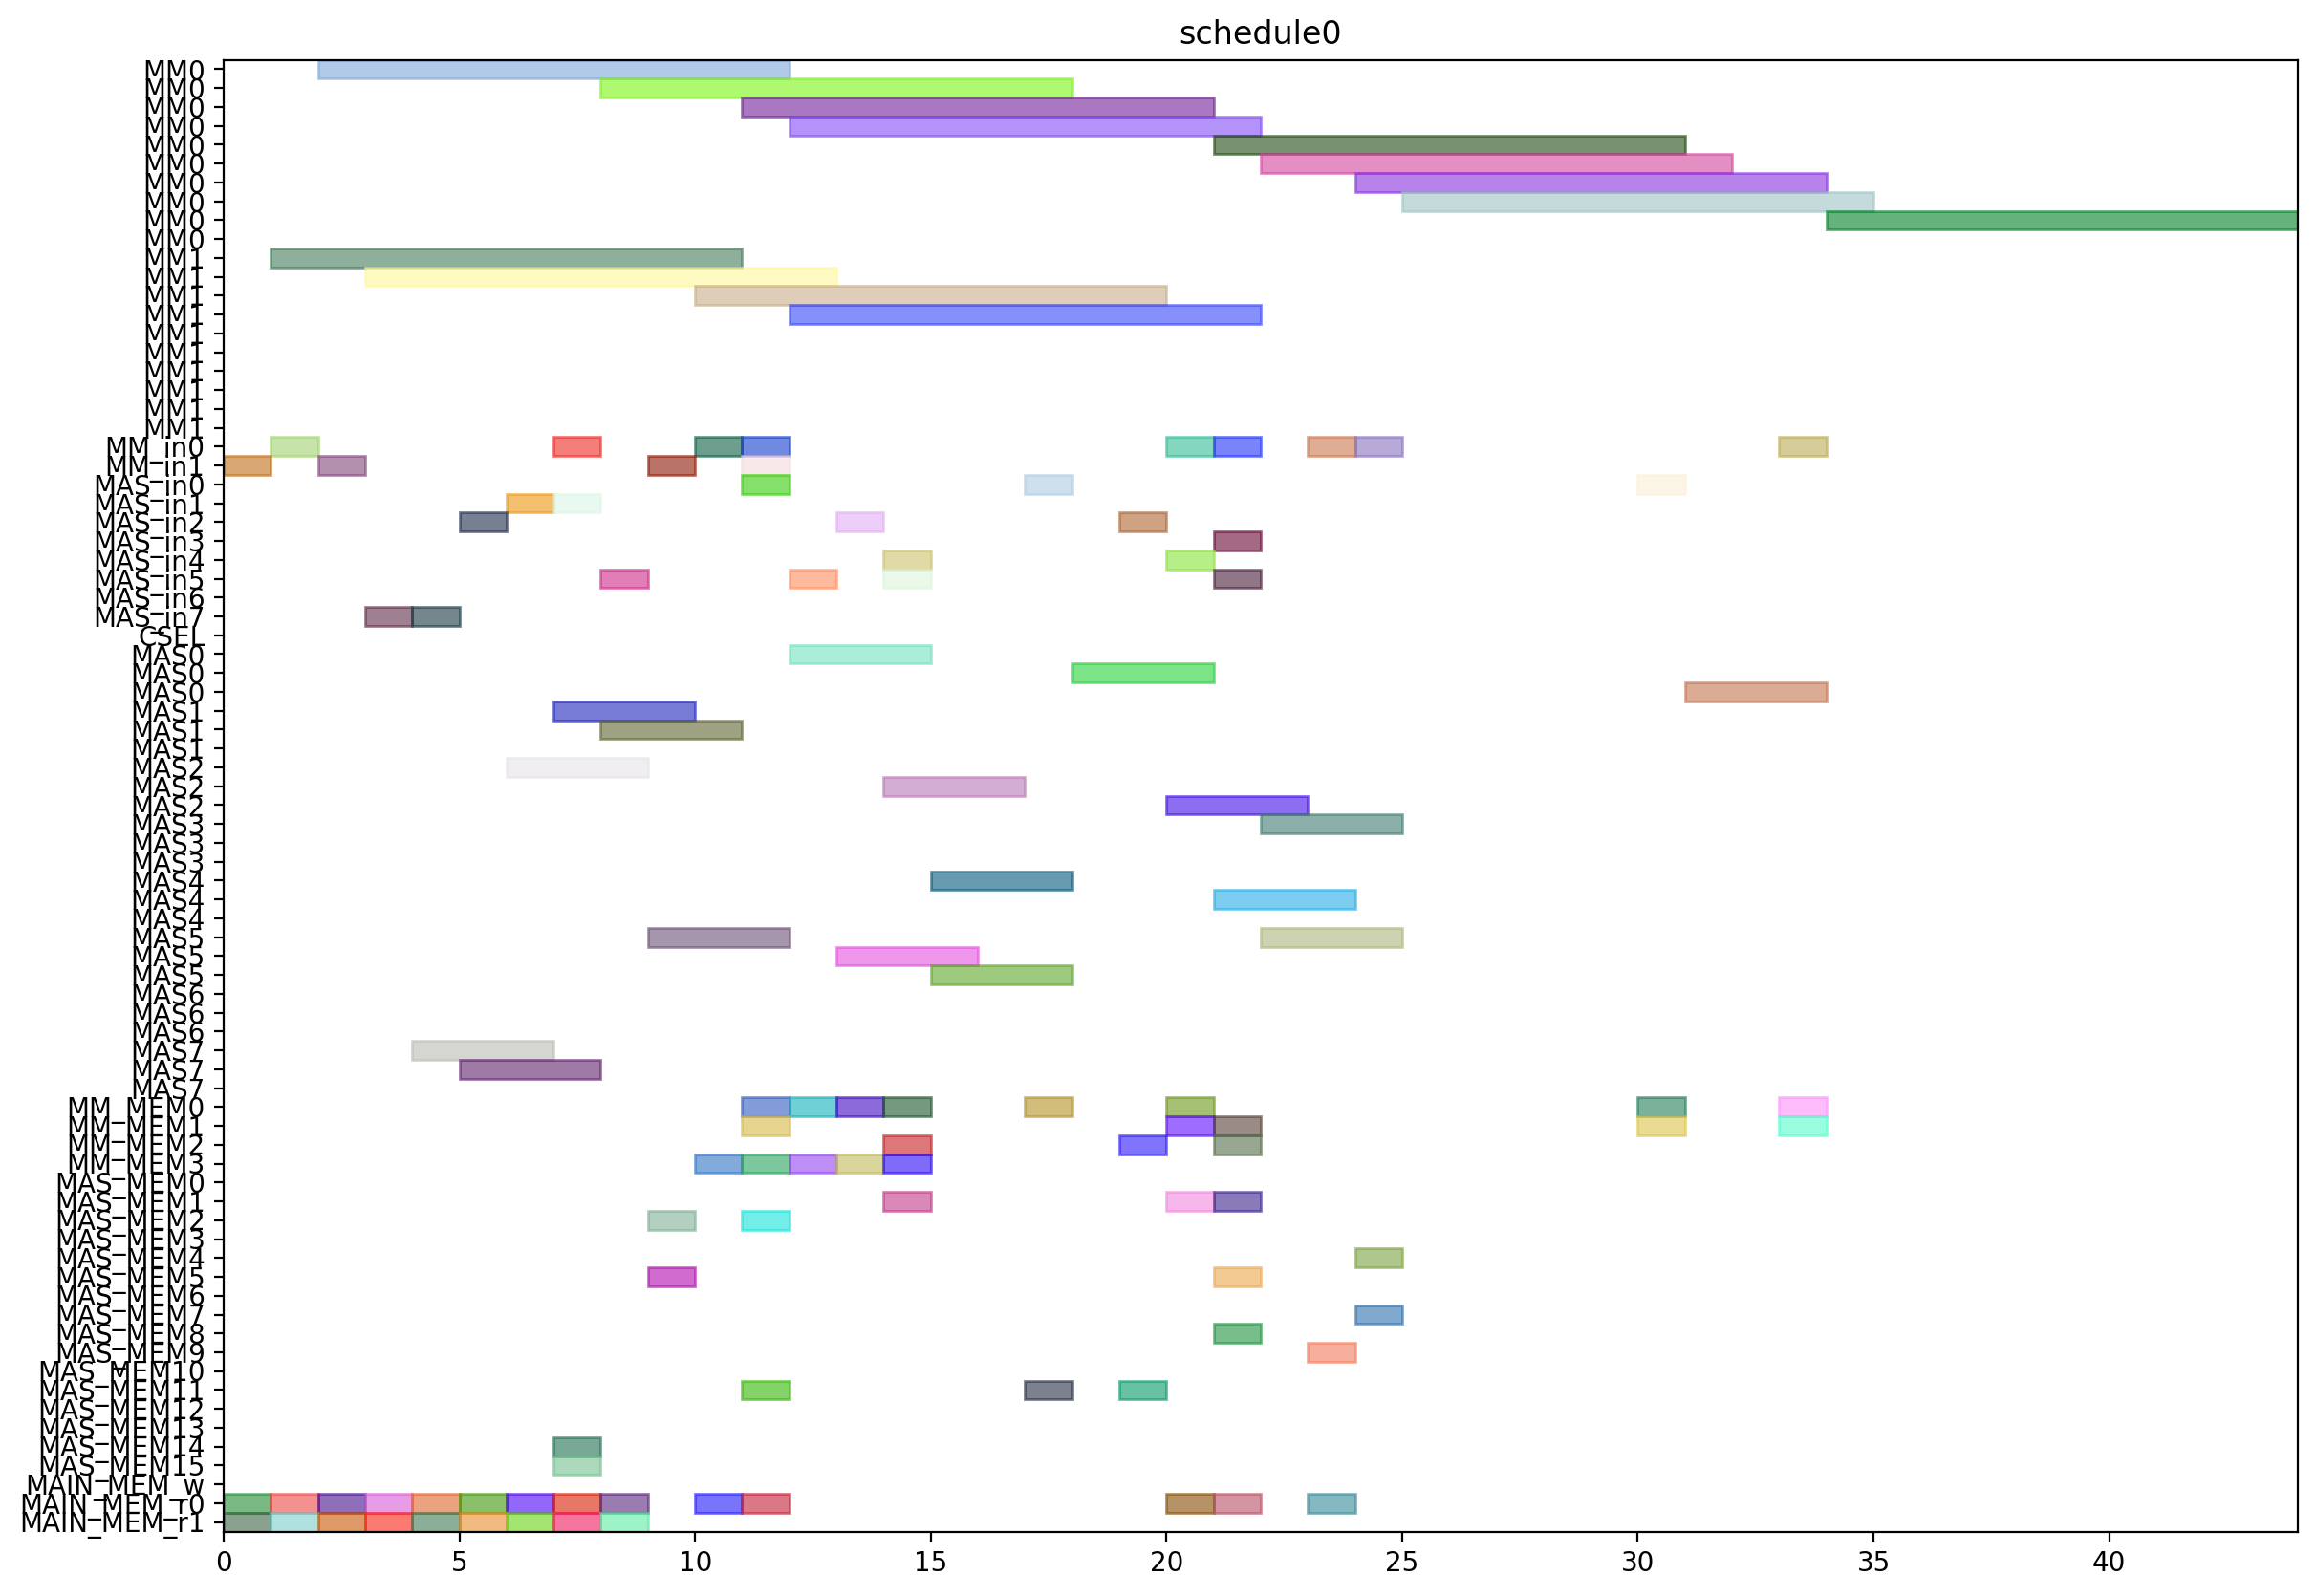 schedule0
MM0
MM0
MM0
MM0
MM0
MM0
MM0
MM0
MM0
MM0
MM1
MM1
MM1
MM1
MM1
MM1
MM1
MM1
MM1
MM1
MM_in0
MM_in1
MAS_in0
MAS_in1
MAS_in2
MAS_in3
MAS_in4
MAS_in5
MAS_in6
MAS_in7
CSEL
MAS0
MAS0
MAS0
MAS1
MAS1
MAS1
MAS2
MAS2
MAS2
MAS3
MAS3
MAS3
MAS4
MAS4
MAS4
MAS5
MAS5
MAS5
MAS6
MAS6
MAS6
MAS7
MAS7
MAS7
MM_MEM0
MM_MEM1
MM_MEM2
MM_MEM3
MAS_MEM0
MAS_MEM1
MAS_MEM2
MAS_MEM3
MAS_MEM4
MAS_MEM5
MAS_MEM6
MAS_MEM7
MAS_MEM8
MAS_MEM9
MAS_MEM10
MAS_MEM11
MAS_MEM12
MAS_MEM13
MAS_MEM14
MAS_MEM15
MAIN_MEM_w
MAIN_MEM_r0
MAIN_MEM_r1
0 5 10 15 20 25 30 35 40